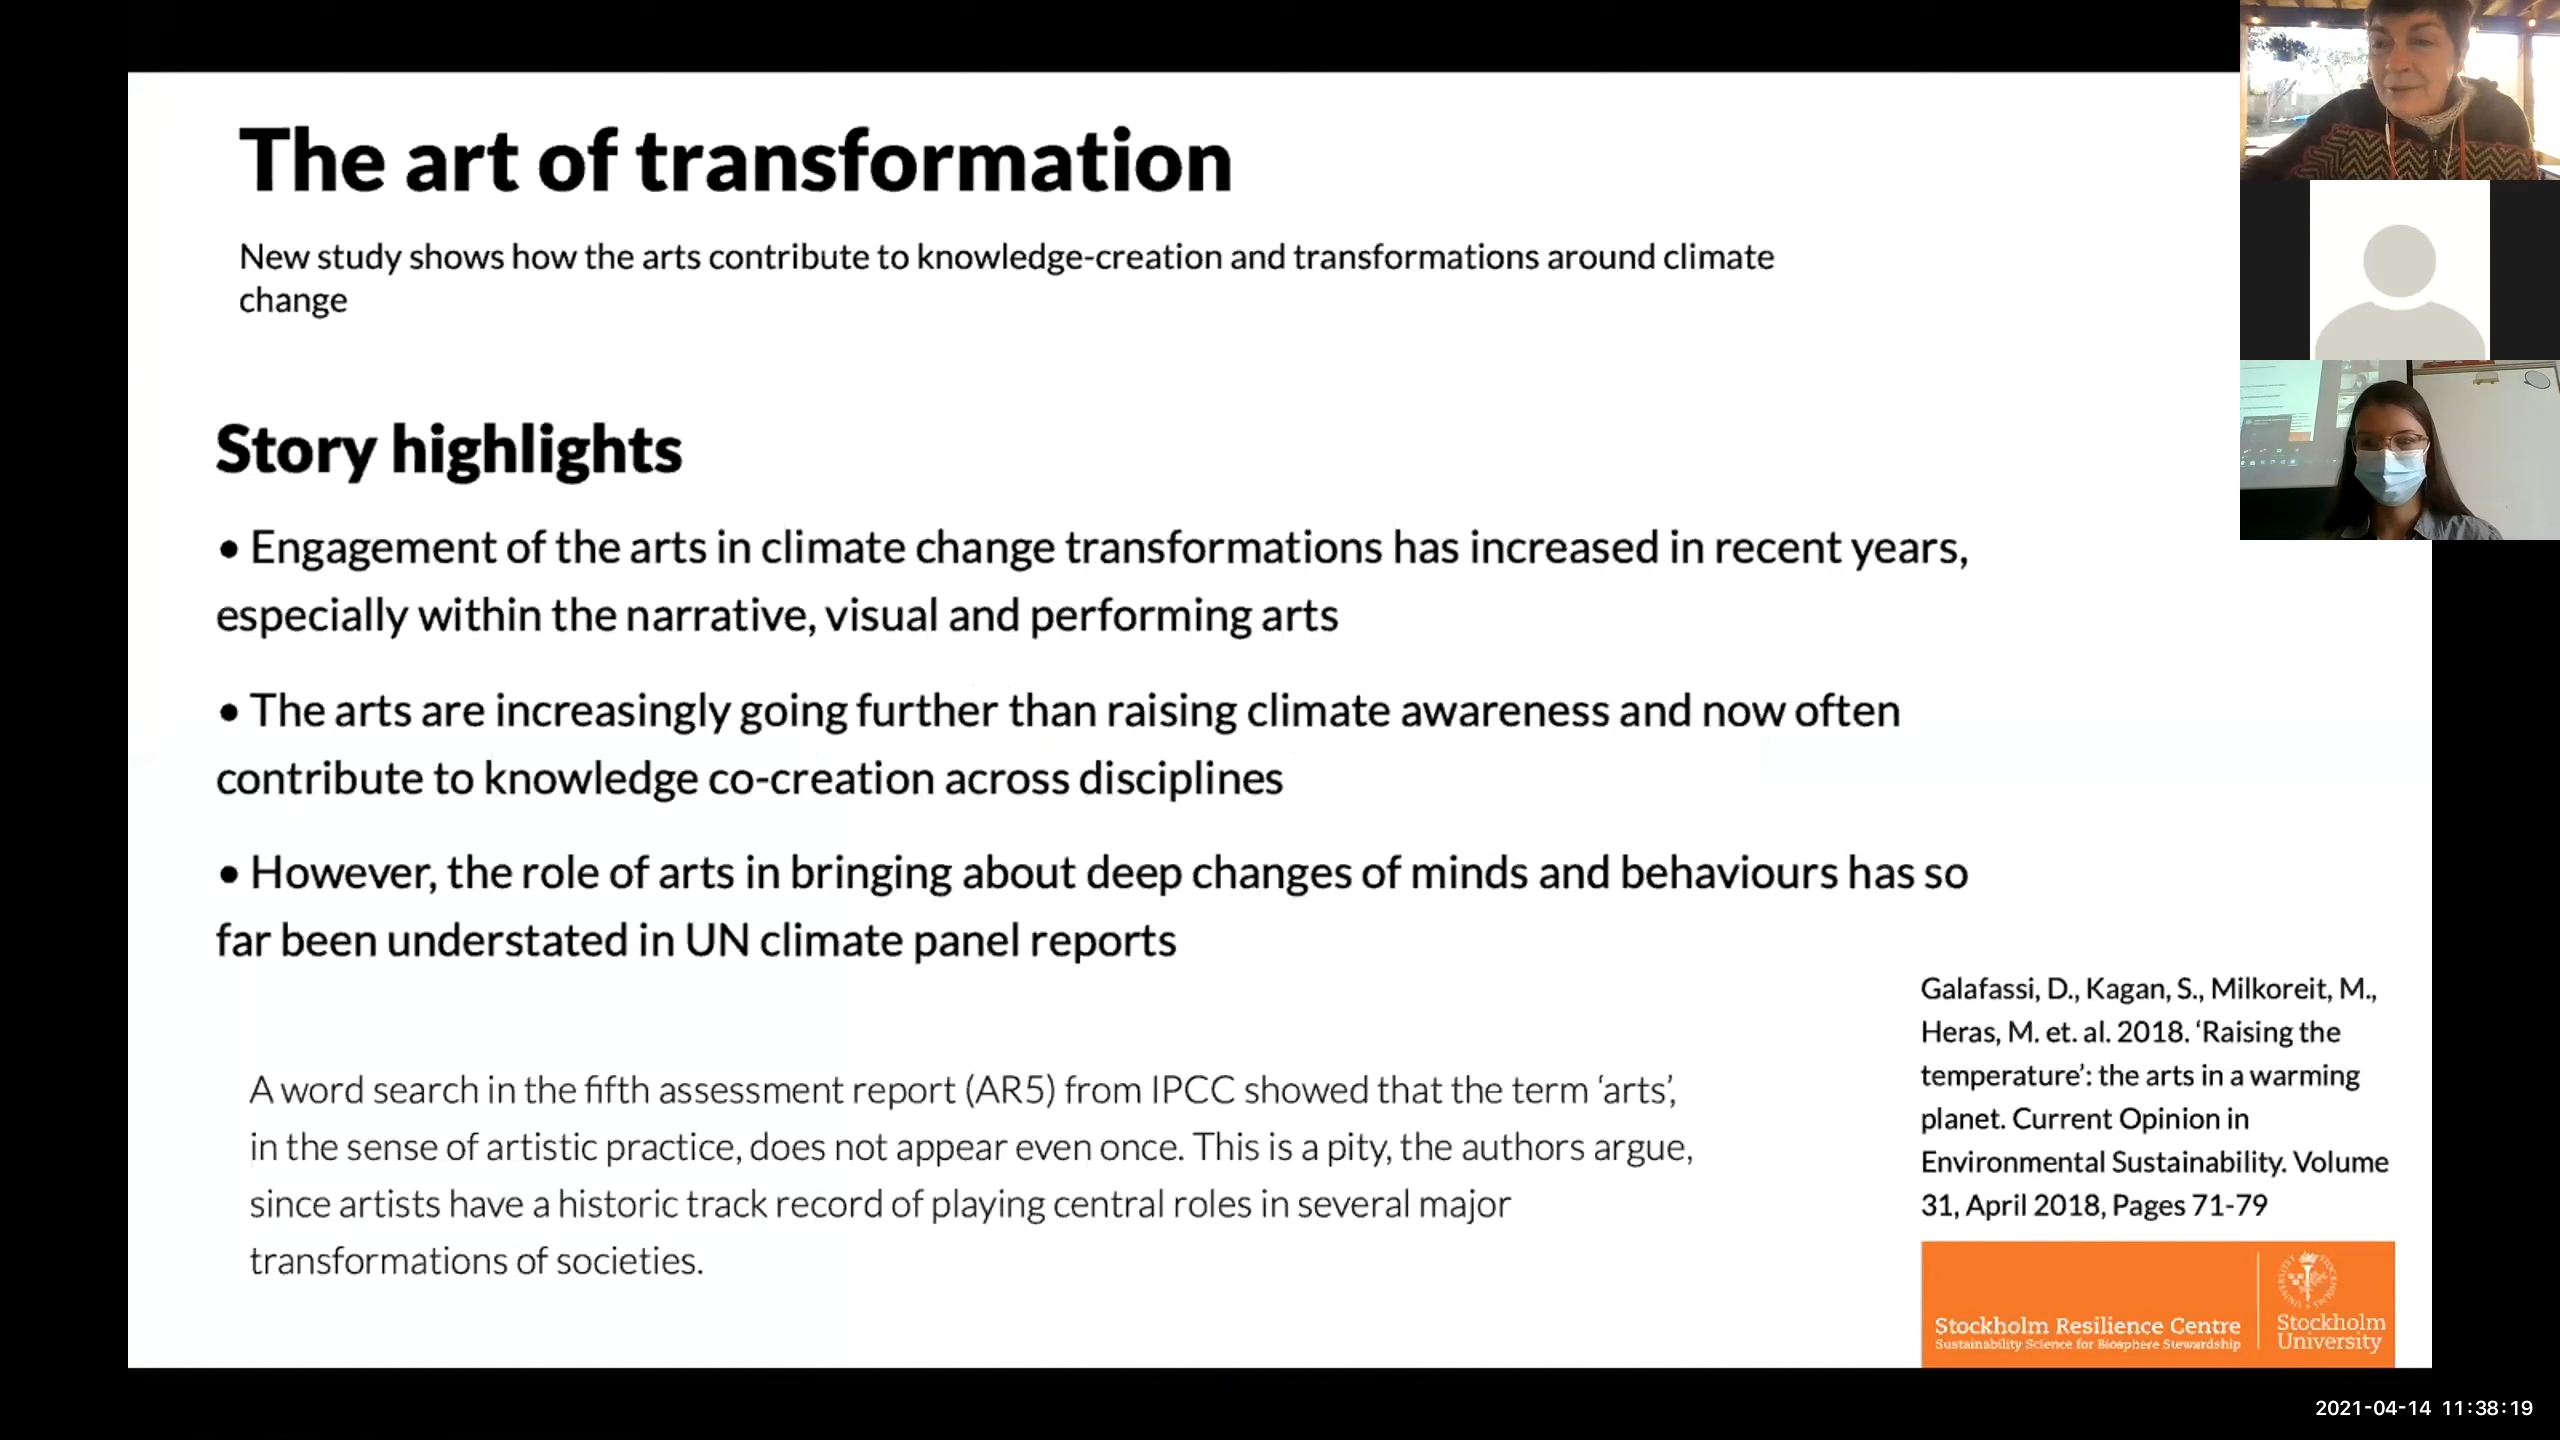 The art of transformation
New study shows how the arts contribute to knowledge-creation and transformations around climate
change
Story highlights
• Engagement of the arts in climate change transformations has increased in recent years,
especially within the narrative, visual and performing arts
• The arts are increasingly going further than raising climate awareness and now often
contribute to knowledge co-creation across disciplines
• However, the role of arts in bringing about deep changes of minds and behaviours has so
far been understated in UN climate panel reports
A word search in the fifth assessment report (AR5) from IPCC showed that the term ‘arts’,
in the sense of artistic practice, does not appear even once. This is a pity, the authors argue,
since artists have a historic track record of playing central roles in several major
transformations of societies.
Galafassi, D., Kagan, S., Milkoreit, M.,
Heras, M. et. al. 2018. ‘Raising the
temperature’: the arts in a warming
planet. Current Opinion in
Environmental Sustainability. Volume
31, April 2018, Pages 71-79
Stockholm Resilience Centre
Sustainability Science for Biosphere Stewardship
Stockholm
University
2021-04-14 11:38:19